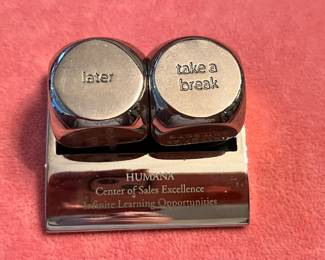 later
take a
break
HUMANA
Center of Sales Excellence
Infinite Learning Opportunities